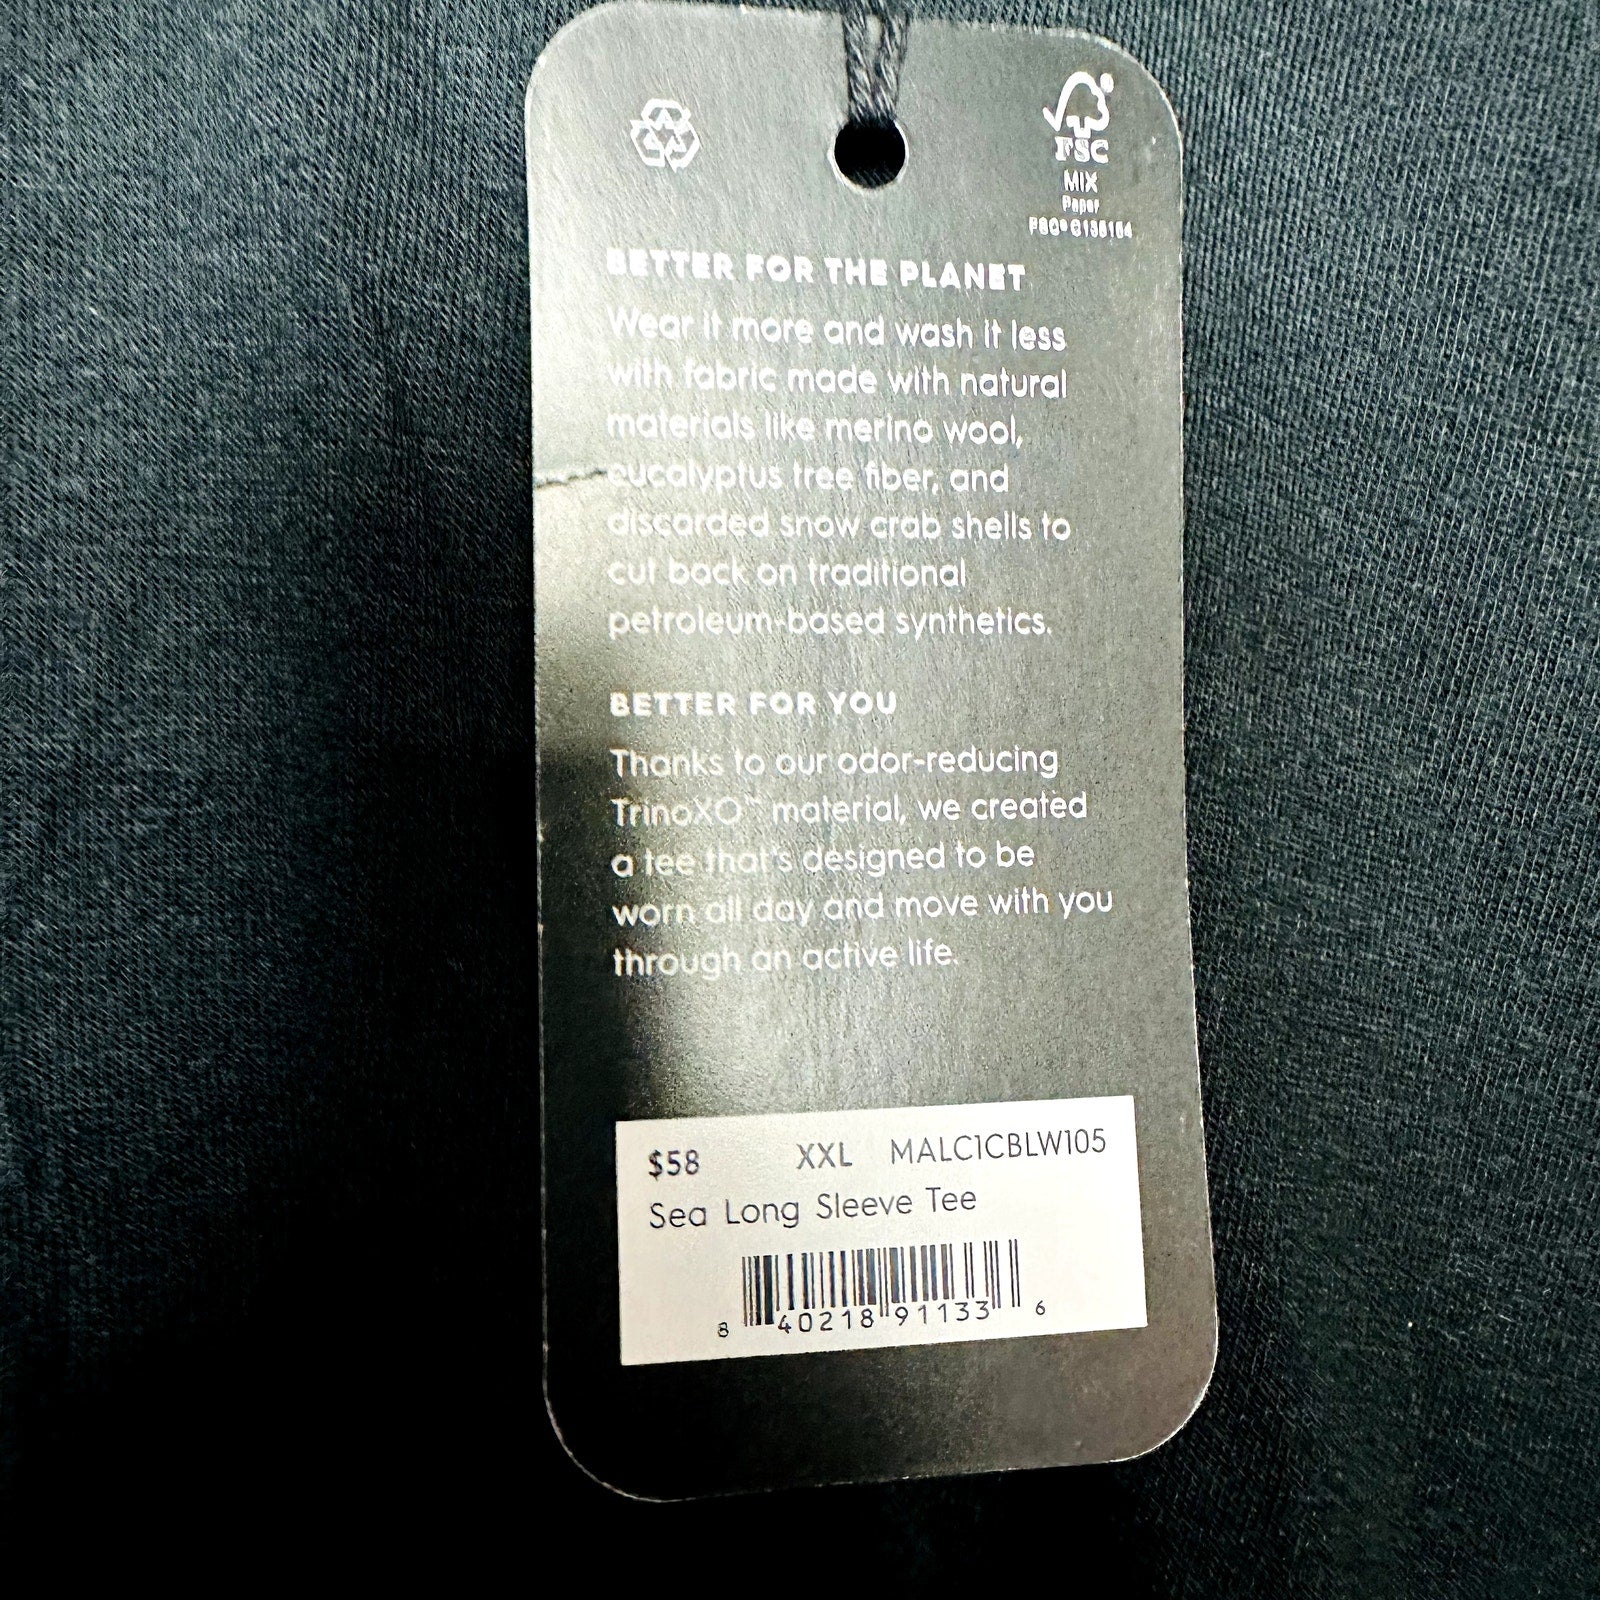 FSC
MIX
Paper
BETTER FOR THE PLANET
Wear it more and wash it less
with fabric made with natural
materials like merino wool,
eucalyptus tree fiber, and
discarded snow crab shells to
cut back on traditional
petroleum-based synthetics.
BETTER FOR YOU
Thanks to our odor-reducing
TrinoXO™ material, we created
a tee that's designed to be
worn all day and move with you
through an active life.
$58 XXL MALC1CBLW105
Sea Long Sleeve Tee
8 40218 91133 6